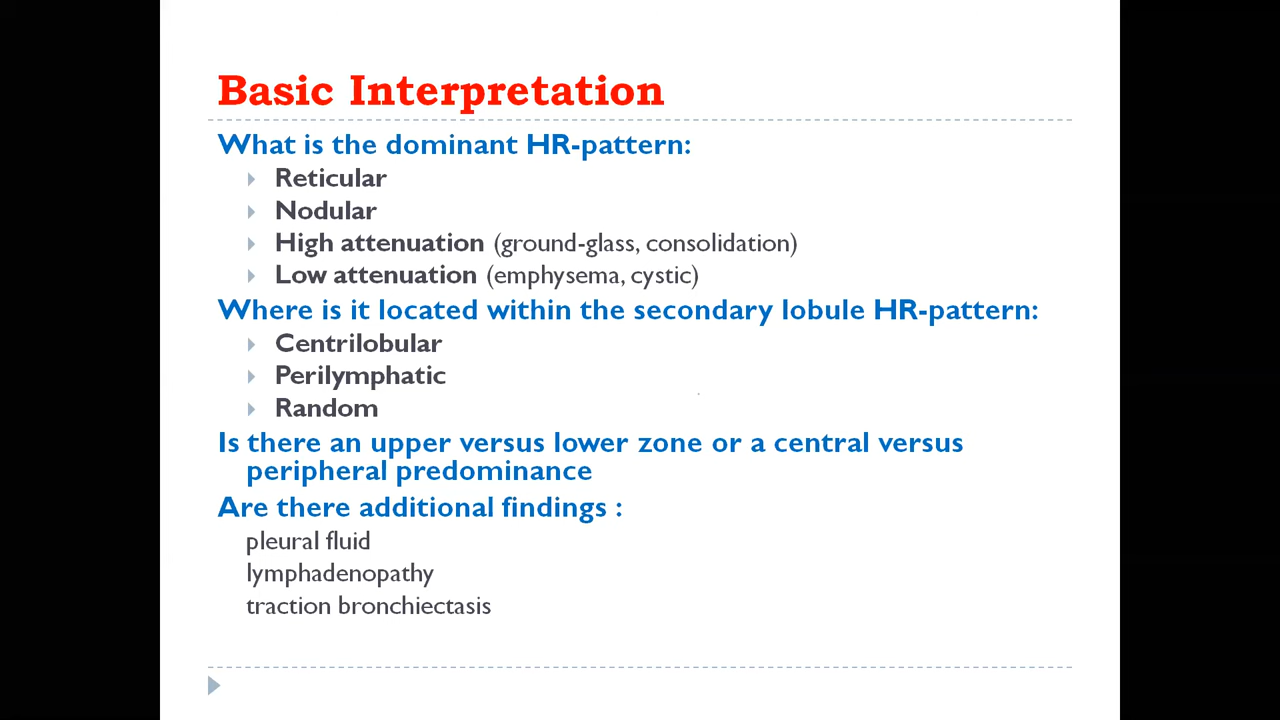 Basic Interpretation
What is the dominant HR-pattern:
Reticular
Nodular
High attenuation (ground-glass, consolidation)
Low attenuation (emphysema, cystic)
Where is it located within the secondary lobule HR-pattern:
Centrilobular
Perilymphatic
Random
Is there an upper versus lower zone or a central versus
peripheral predominance
Are there additional findings :
pleural fluid
lymphadenopathy
traction bronchiectasis